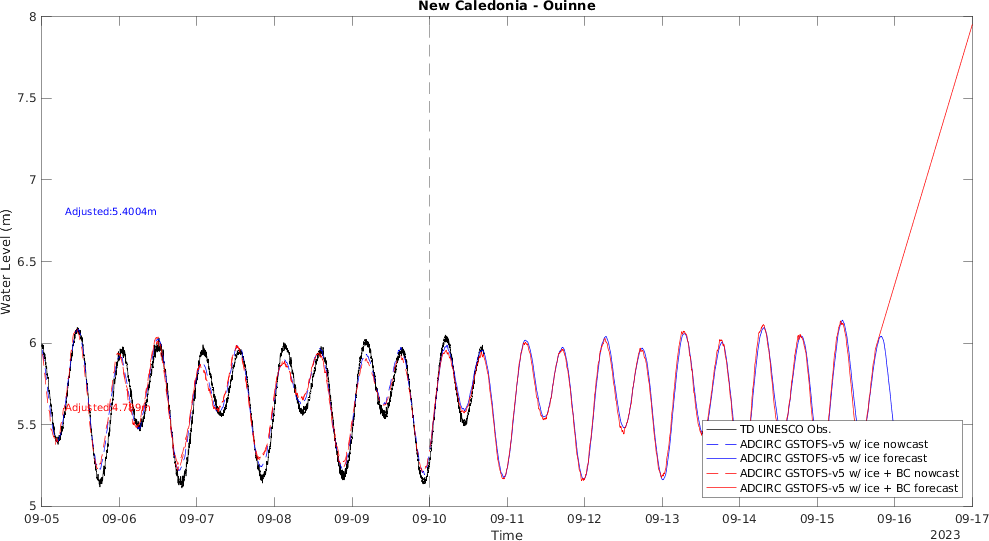 New Caledonia - Ouinne
8
7.5
7
6.5
6
5.5
5
Water Level (m)
Adjusted:5.4004m
TD UNESCO Obs.
ADCIRC GSTOFS-v5 w/ ice nowcast
ADCIRC GSTOFS-v5 w/ ice forecast
ADCIRC GSTOFS-v5 w/ ice + BC nowcast
ADCIRC GSTOFS-v5 w/ ice + BC forecast
09-05 09-06 09-07 09-08 09-09 09-10 09-11 09-12 09-13 09-14 09-15 09-16 09-17
Time
2023